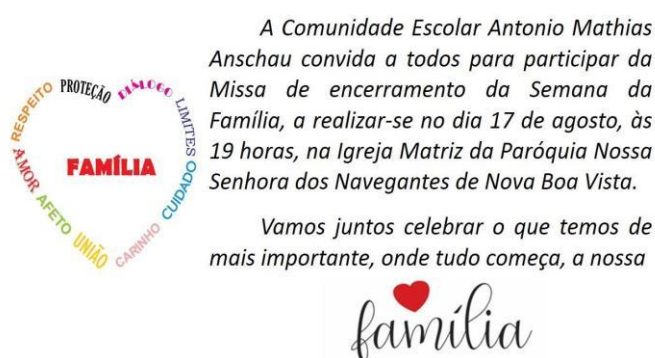 RESPEITO
PROTEÇÃO
DIÁLOGO
LIMITES
CUIDADO
CARINHO
UNIÃO
AFETO
AMOR
FAMÍLIA
A Comunidade Escolar Antonio Mathias
Anschau convida a todos para participar da
Missa de encerramento da Semana da
Família, a realizar-se no dia 17 de agosto, às
19 horas, na Igreja Matriz da Paróquia Nossa
Senhora dos Navegantes de Nova Boa Vista.
Vamos juntos celebrar o que temos de
mais importante, onde tudo começa, a nossa
família